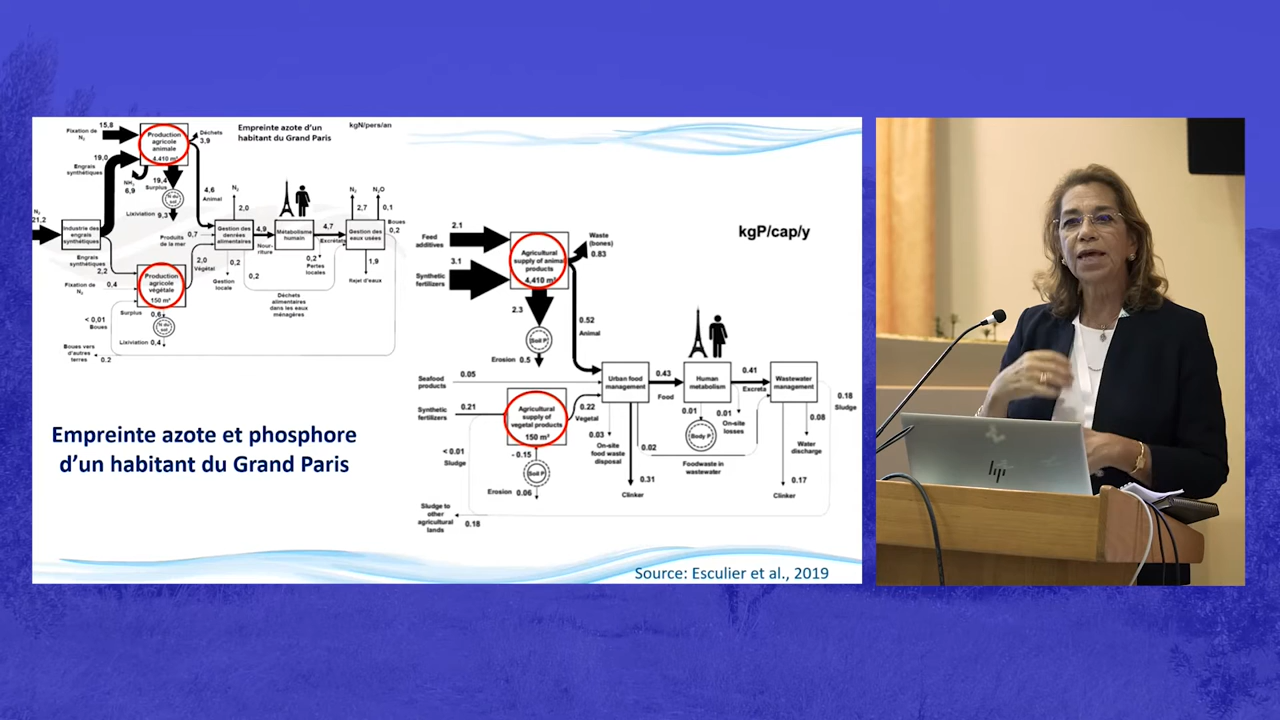 15,8
Fixation de
N₂
Production
agricole
animale
4.410 m²
Déchets
3,9
Empreinte azote d'un
habitant du Grand Paris
kgN/pers/an
19,0
Engrais
synthétiques
NH₃
6,9
19,4
Surplus
N du
sol
Lixiviation
9,3
4,6
Animal
N₂
2,0
N₂
N₂O
2,7
0,1
Boues
0,2
N₂
21,2
Industrie des
engrais
synthétiques
Produits
de la mer
0,7
Gestion des
denrées
alimentaires
4,9
Nour-
riture
Métabolisme
humain
4,7
Excrétats
Gestion des
eaux usées
Engrais
synthétiques
2,2
2,0
Végétal
0,2
Gestion
locale
0,2
0,2
Pertes
locales
1,9
Rejet d'eaux
Fixation de
N₂
0,4
Production
agricole
végétale
150 m²
Déchets
alimentaires
dans les eaux
ménagères
Surplus
0,6
< 0,01
Boues
N du
sol
Lixiviation
0,4
Boues vers
d'autres
terres
0.2
Empreinte azote et phosphore
d'un habitant du Grand Paris
kgP/cap/y
2.1
Feed
additives
3.1
Synthetic
fertilizers
Agricultural
supply of animal
products
4.410 m²
Waste
(bones)
0.83
2.3
Soil P
Erosion
0.5
0.52
Animal
Seafood
products
0.05
Urban food
management
0.43
Food
Human
metabolism
0.41
Excreta
Wastewater
management
0.18
Sludge
Synthetic
fertilizers
0.21
Agricultural
supply of
vegetal products
150 m²
0.22
Vegetal
0.03
On-site
food waste
disposal
0.02
0.01
Body P
0.01
On-site
losses
0.08
Water
discharge
< 0.01
Sludge
- 0.15
Soil P
Erosion
0.06
Foodwaste in
wastewater
0.31
Clinker
0.17
Clinker
Sludge to
other
agricultural
lands
0.18
Source: Esculier et al., 2019
hp